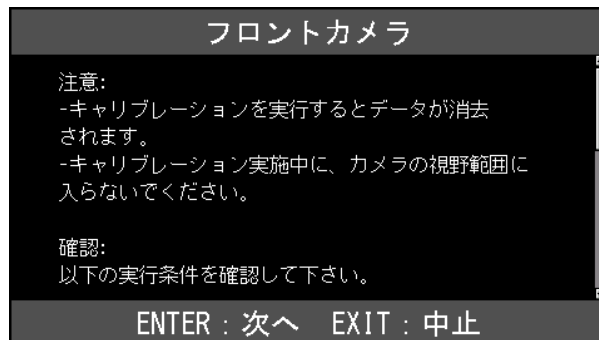 フロントカメラ
注意:
-キャリブレーションを実行するとデータが消去
されます。
-キャリブレーション実施中に、カメラの視野範囲に
入らないでください。
確認:
以下の実行条件を確認して下さい。
ENTER：次へ EXIT：中止